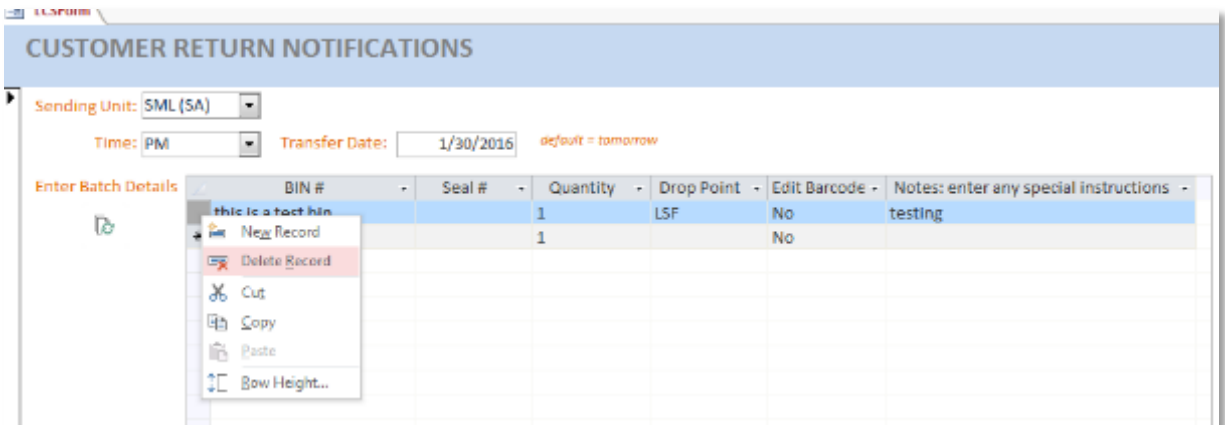 LCSForm
CUSTOMER RETURN NOTIFICATIONS
Sending Unit: SML (SA)
Time: PM Transfer Date: 1/30/2016 default = tomorrow
Enter Batch Details BIN # Seal # Quantity Drop Point Edit Barcode Notes: enter any special instructions
this is a test bin 1 LSF No testing
1 No
New Record
Delete Record
Cut
Copy
Paste
Row Height...